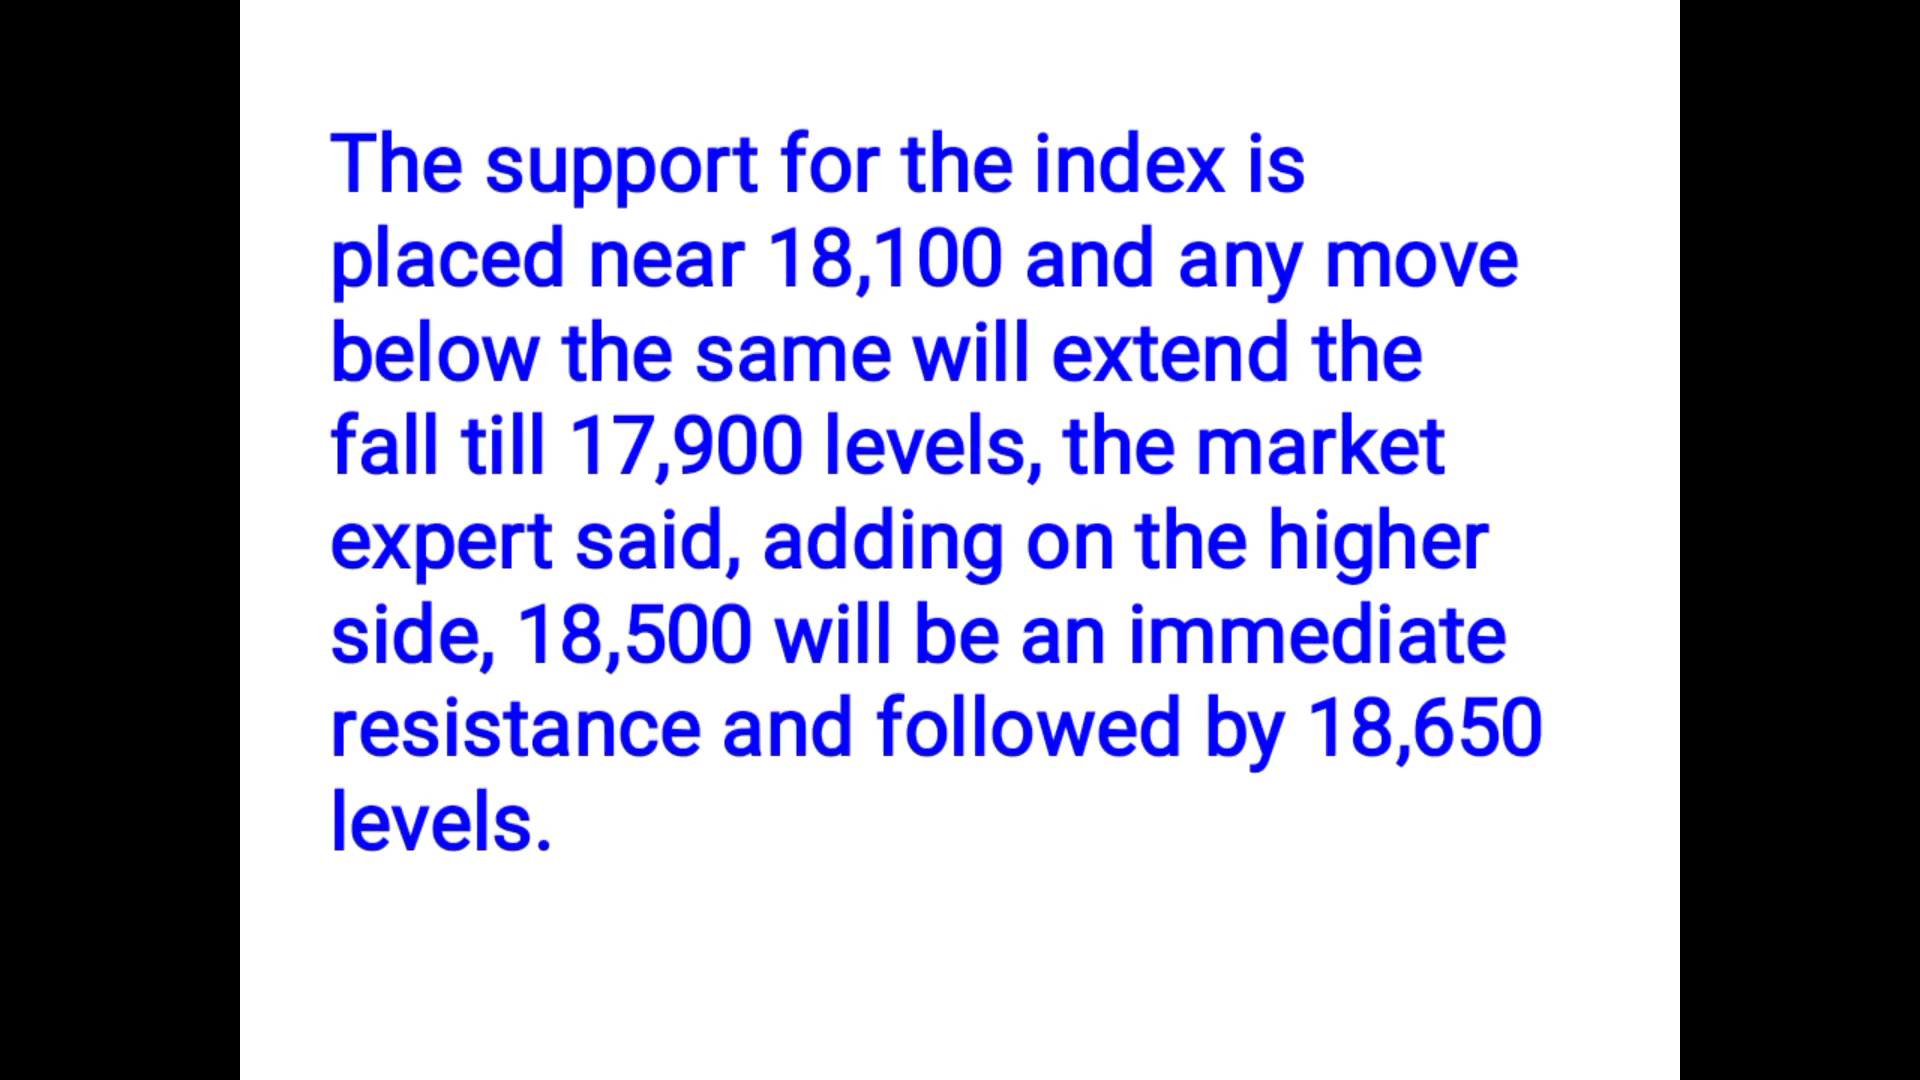 The support for the index is
placed near 18,100 and any move
below the same will extend the
fall till 17,900 levels, the market
expert said, adding on the higher
side, 18,500 will be an immediate
resistance and followed by 18,650
levels.